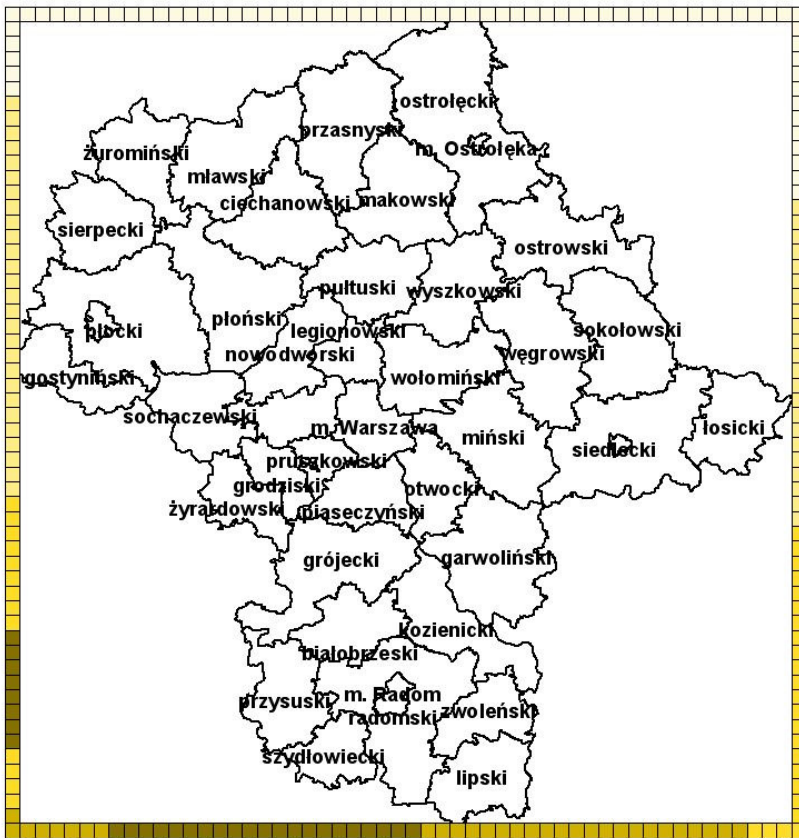 ostrołęcki
przasnyski
m. Ostrołęka
żuromiński
mławski
ciechanowski
makowski
sierpecki
ostrowski
pułtuski
wyszkowski
płoński
płocki
legionowski
sokołowski
nowodworski
węgrowski
gostyniński
wołomiński
sochaczewski
m. Warszawa
miński
łosicki
siedlecki
pruszkowski
grodziski
otwocki
żyrardowski
piaseczyński
grójecki
garwoliński
kozienicki
białobrzeski
m. Radom
przysuski
radomski
zwoleński
szydłowiecki
lipski